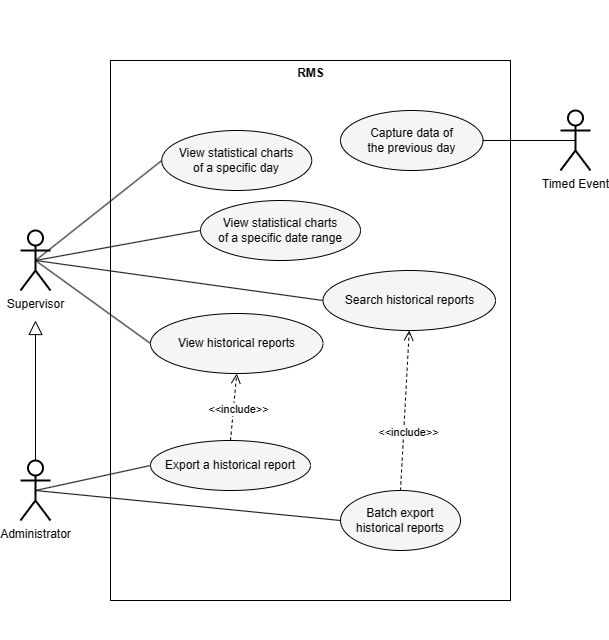 RMS
Capture data of
the previous day
View statistical charts
of a specific day
Timed Event
View statistical charts
of a specific date range
Supervisor
Search historical reports
View historical reports
<<include>>
<<include>>
Export a historical report
Batch export
historical reports
Administrator